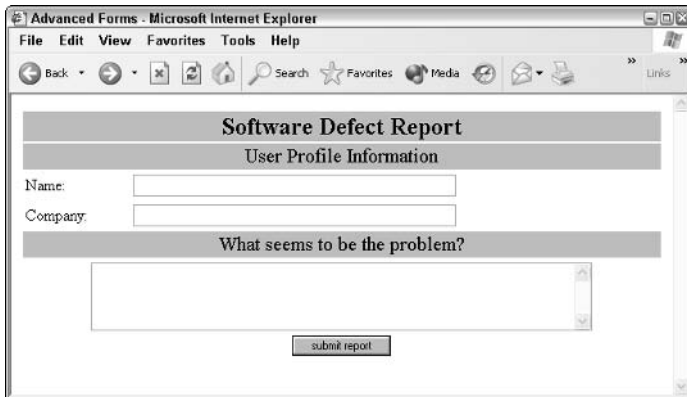 Advanced Forms - Microsoft Internet Explorer
File Edit View Favorites Tools Help
Back Search Favorites Media » Links »
Software Defect Report
User Profile Information
Name:
Company:
What seems to be the problem?
submit report